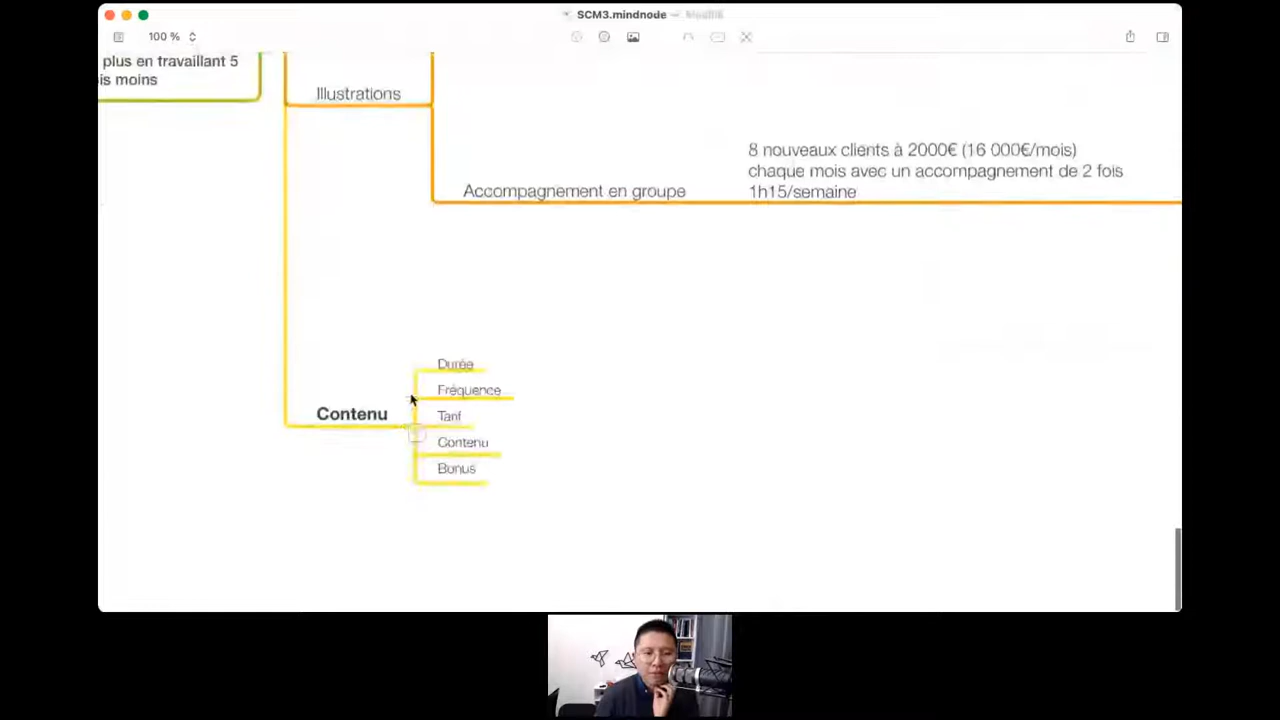 SCM3.mindnode — Modifié
100 %
plus en travaillant 5
is moins
Illustrations
8 nouveaux clients à 2000€ (16 000€/mois)
chaque mois avec un accompagnement de 2 fois
1h15/semaine
Accompagnement en groupe
Durée
Fréquence
Contenu
Tarif
Contenu
Bonus